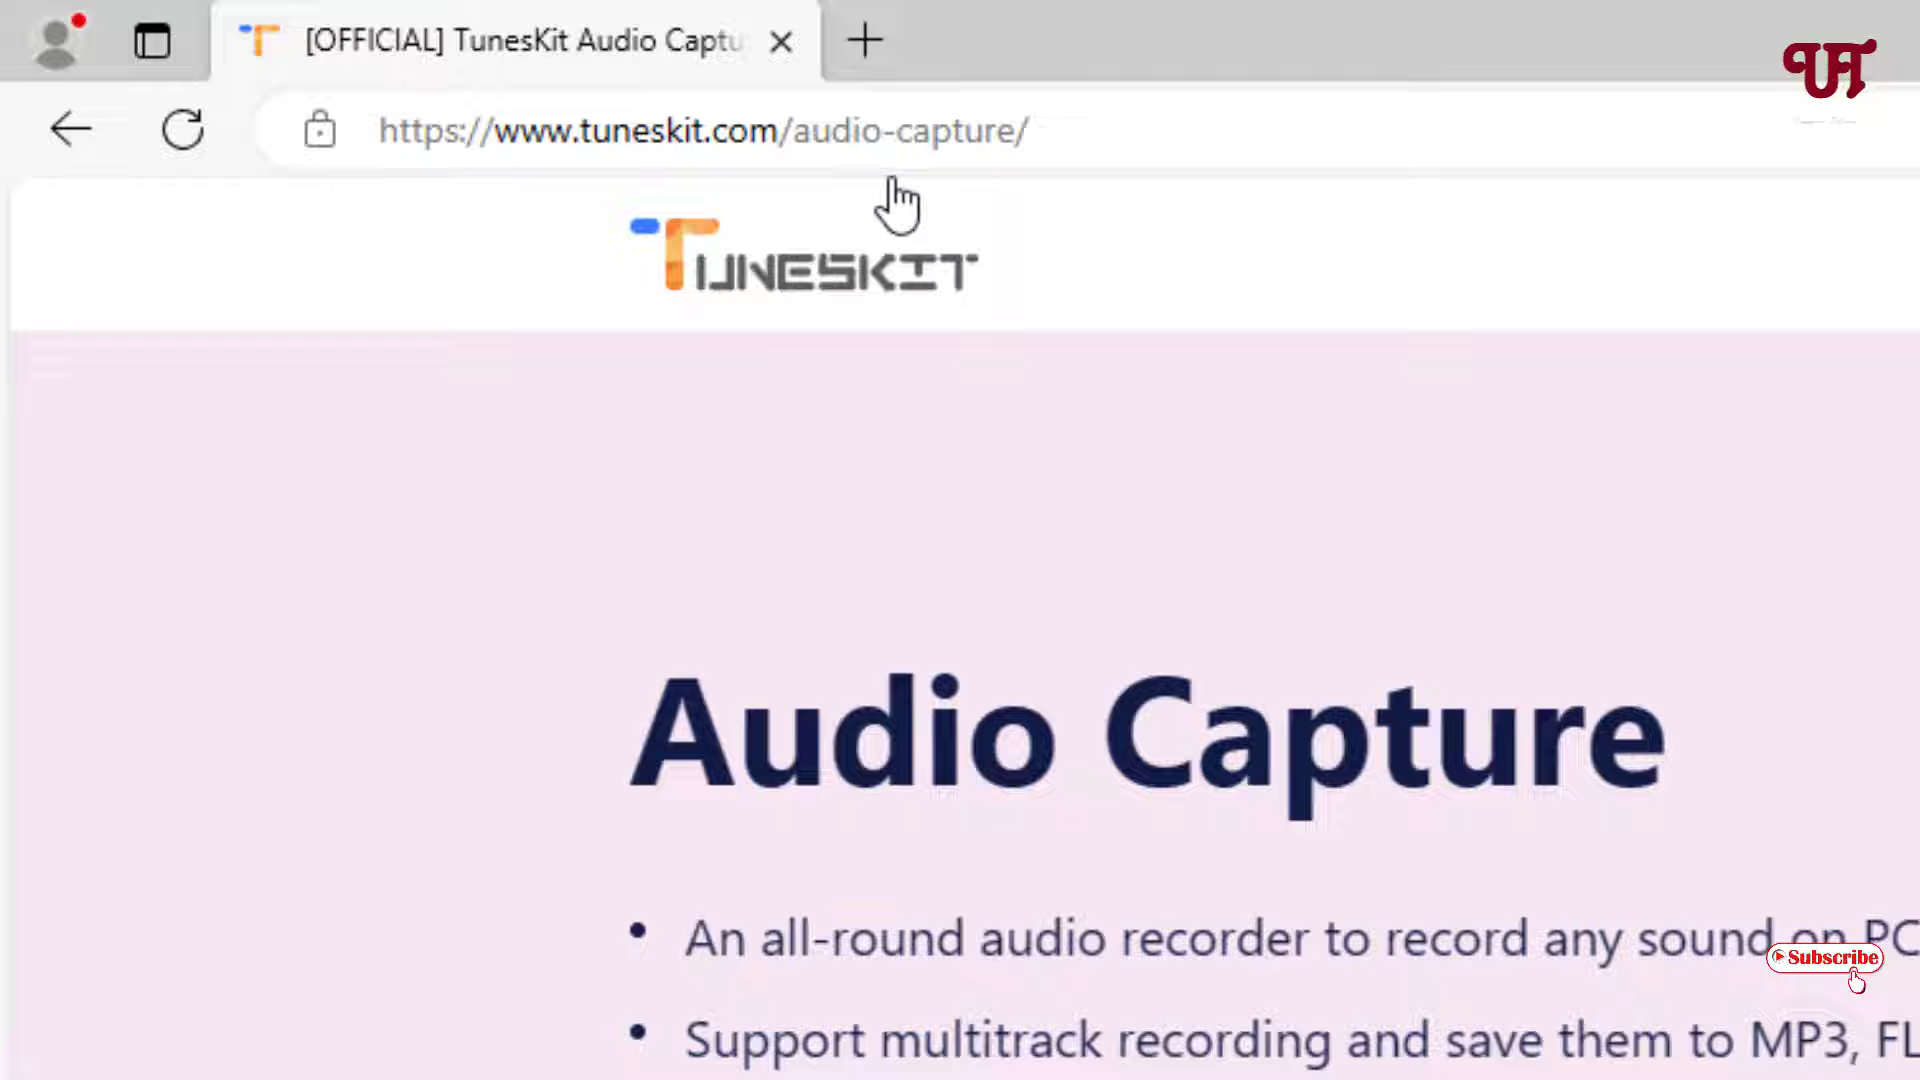 [OFFICIAL] TunesKit Audio Captu
https://www.tuneskit.com/audio-capture/
UT
TUNESKIT
Audio Capture
• An all-round audio recorder to record any sound on PC
Subscribe
• Support multitrack recording and save them to MP3, FL